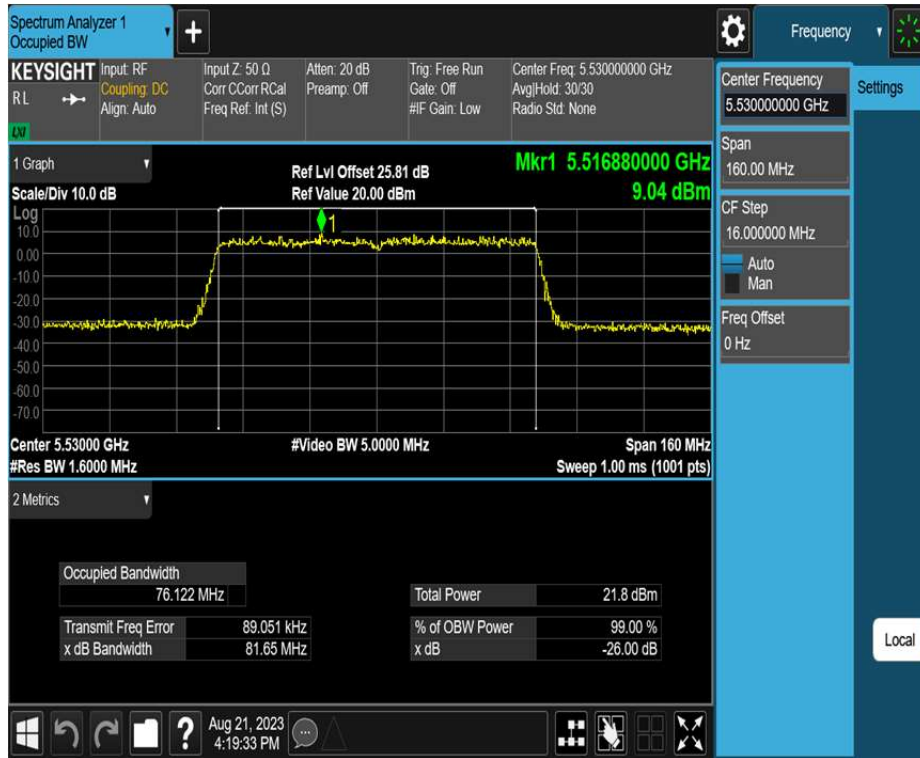 Spectrum Analyzer 1
Occupied BW
Frequency
KEYSIGHT
RL
LXI
Input: RF
Coupling: DC
Align: Auto
Input Z: 50 Ω
Corr CCorr RCal
Freq Ref: Int (S)
Atten: 20 dB
Preamp: Off
Trig: Free Run
Gate: Off
#IF Gain: Low
Center Freq: 5.530000000 GHz
Avg|Hold: 30/30
Radio Std: None
Center Frequency
5.530000000 GHz
Settings
Span
160.00 MHz
CF Step
16.000000 MHz
Auto
Man
Freq Offset
0 Hz
Local
1 Graph
Scale/Div 10.0 dB
Ref Lvl Offset 25.81 dB
Ref Value 20.00 dBm
Mkr1 5.516880000 GHz
9.04 dBm
Log
10.0
0.00
-10.0
-20.0
-30.0
-40.0
-50.0
-60.0
-70.0
1
Center 5.53000 GHz
#Res BW 1.6000 MHz
#Video BW 5.0000 MHz
Span 160 MHz
Sweep 1.00 ms (1001 pts)
2 Metrics
Occupied Bandwidth
76.122 MHz
Total Power 21.8 dBm
Transmit Freq Error 89.051 kHz
% of OBW Power 99.00 %
x dB Bandwidth 81.65 MHz
x dB -26.00 dB
Aug 21, 2023
4:19:33 PM